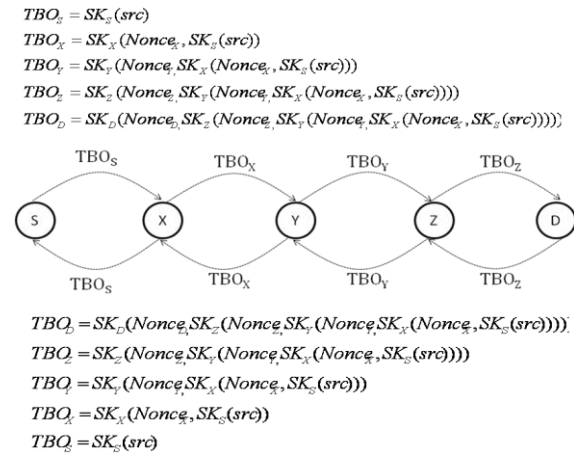 TBO_S = SK_S(src)
TBO_X = SK_X(Nonce_X, SK_S(src))
TBO_Y = SK_Y(Nonce_Y, SK_X(Nonce_X, SK_S(src)))
TBO_Z = SK_Z(Nonce_Z, SK_Y(Nonce_Y, SK_X(Nonce_X, SK_S(src))))
TBO_D = SK_D(Nonce_D, SK_Z(Nonce_Z, SK_Y(Nonce_Y, SK_X(Nonce_X, SK_S(src)))))
TBO_S TBO_X TBO_Y TBO_Z
S X Y Z D
TBO_S TBO_X TBO_Y TBO_Z
TBO_D = SK_D(Nonce_D, SK_Z(Nonce_Z, SK_Y(Nonce_Y, SK_X(Nonce_X, SK_S(src)))))
TBO_Z = SK_Z(Nonce_Z, SK_Y(Nonce_Y, SK_X(Nonce_X, SK_S(src))))
TBO_Y = SK_Y(Nonce_Y, SK_X(Nonce_X, SK_S(src)))
TBO_X = SK_X(Nonce_X, SK_S(src))
TBO_S = SK_S(src)